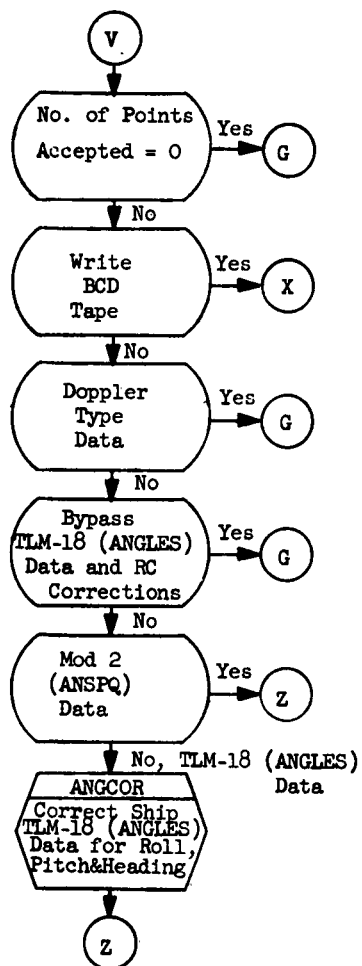 V
No. of Points
Accepted = 0
Yes
G
No
Write
BCD
Tape
Yes
X
No
Doppler
Type
Data
Yes
G
No
Bypass
TLM-18 (ANGLES)
Data and RC
Corrections
Yes
G
No
Mod 2
(ANSPQ)
Data
Yes
Z
No, TLM-18 (ANGLES)
Data
ANGCOR
Correct Ship
TLM-18 (ANGLES)
Data for Roll,
Pitch&Heading
Z